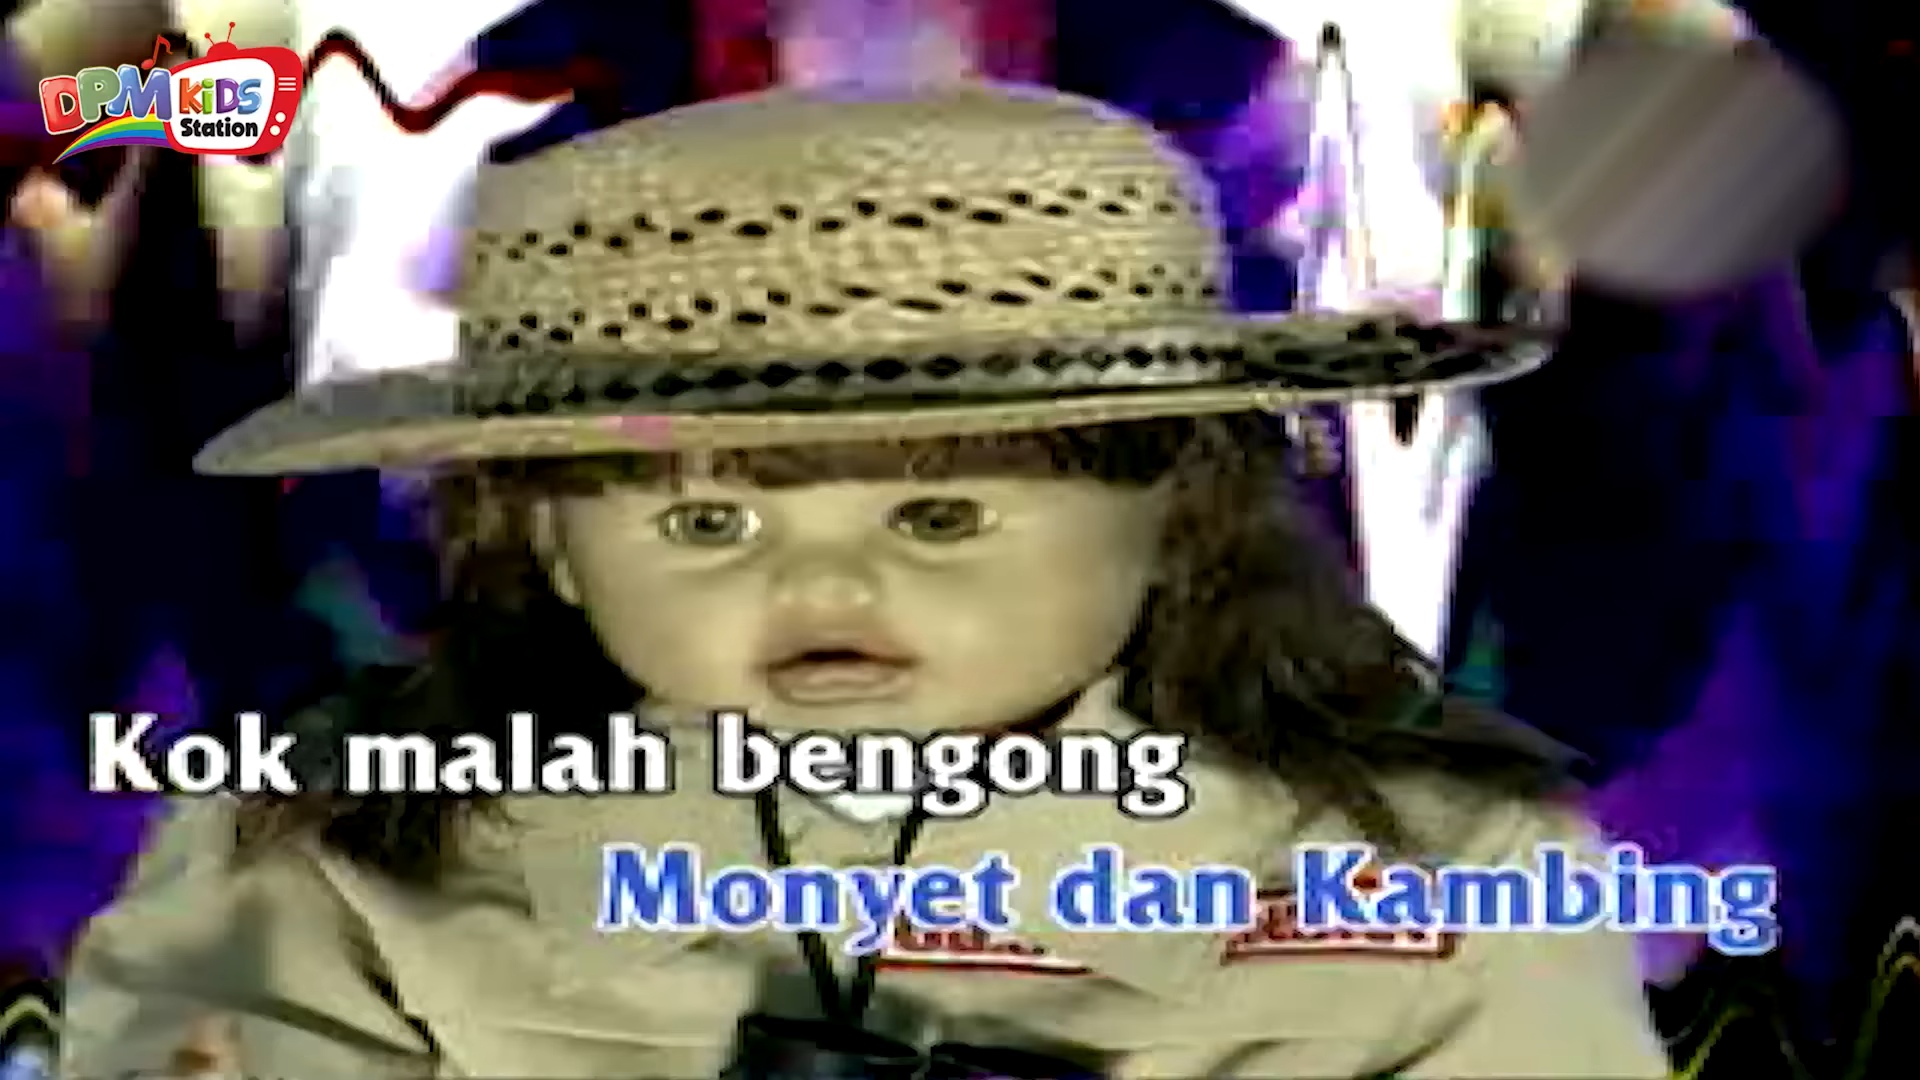 DPM KiDS
Station
Kok malah bengong
Monyet dan Kambing